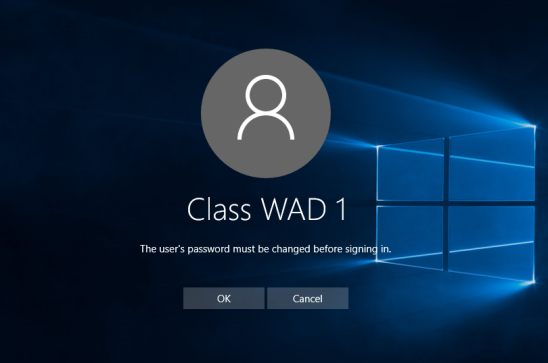 Class WAD 1
The user's password must be changed before signing in.
OK
Cancel